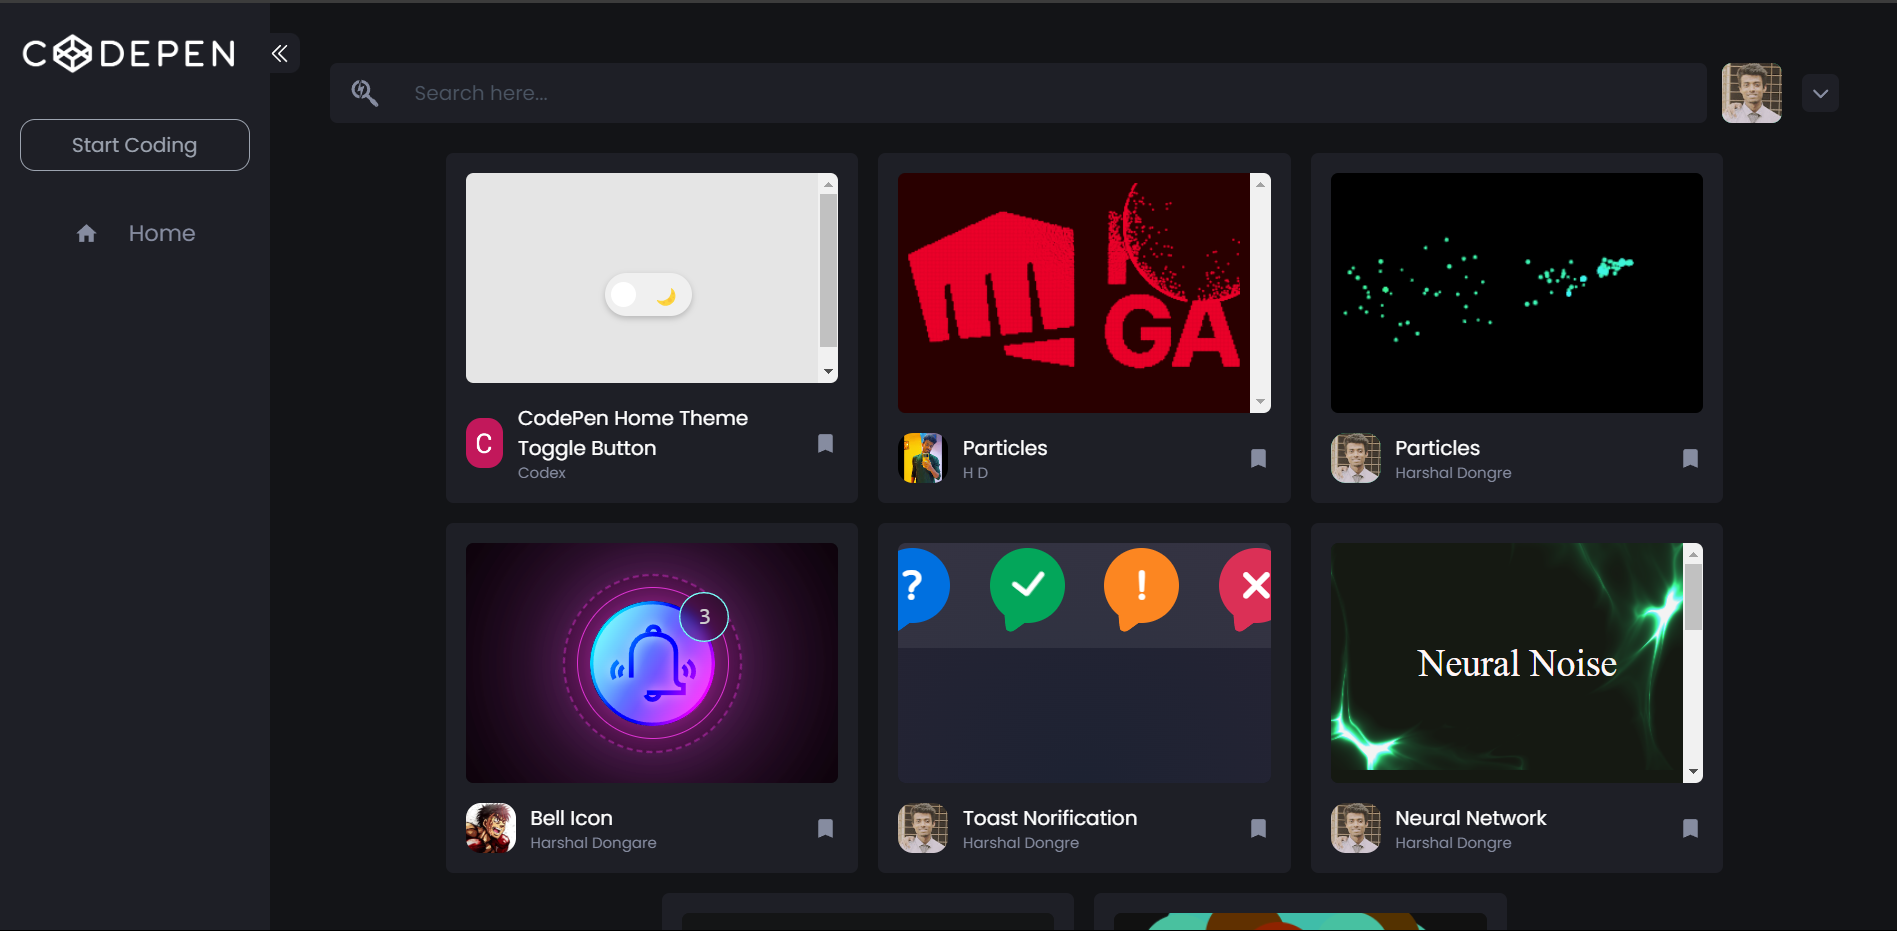 CODEPEN
Search here...
Start Coding
Home
GA
CodePen Home Theme
Toggle Button
Codex
C
Particles
H D
Particles
Harshal Dongre
3
?
!
Neural Noise
Bell Icon
Harshal Dongare
Toast Norification
Harshal Dongre
Neural Network
Harshal Dongre